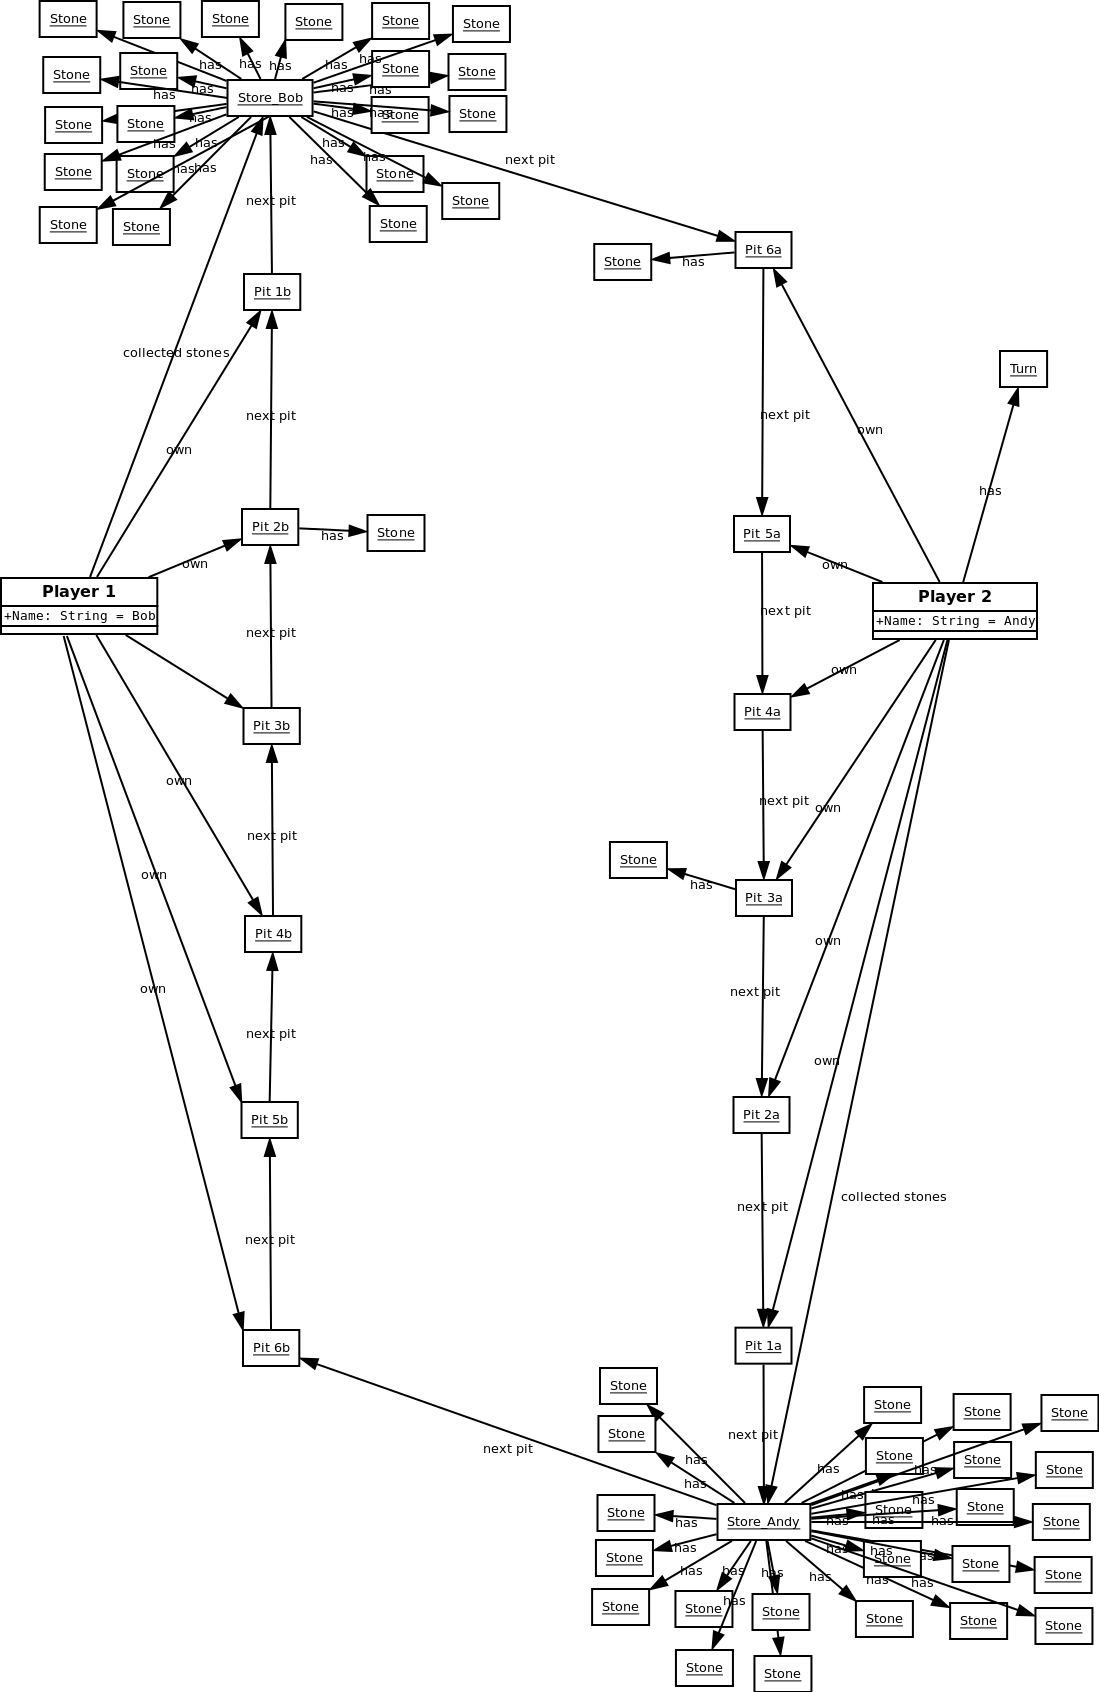 Stone
Stone
Stone
Stone
Stone
Stone
has
has
has
has
has
has
Stone
Stone
Stone
Stone
has
has
Store_Bob
has
has
Stone
Stone
has
has
has
Stone
Stone
has
has
has
has
Stone
Stone
has
has
has
has
Stone
Stone
next pit
Stone
Stone
Stone
next pit
Pit 6a
Stone
has
Pit 1b
collected stones
Turn
next pit
next pit
own
own
has
Pit 2b
has
Stone
Pit 5a
own
own
Player 1
+Name: String = Bob
Player 2
+Name: String = Andy
next pit
next pit
own
Pit 3b
Pit 4a
own
next pit
own
next pit
Stone
has
own
Pit 3a
Pit 4b
own
own
next pit
next pit
own
Pit 5b
Pit 2a
collected stones
next pit
next pit
Pit 6b
Pit 1a
Stone
Stone
Stone
Stone
Stone
next pit
next pit
has
Stone
Stone
Stone
has
has
has
has
has
Stone
Stone
Stone
has
Store_Andy
has
has
has
Stone
has
Stone
has
has
has
Stone
Stone
has
has
has
has
has
has
Stone
Stone
has
Stone
Stone
Stone
Stone
Stone
Stone
Stone
Stone